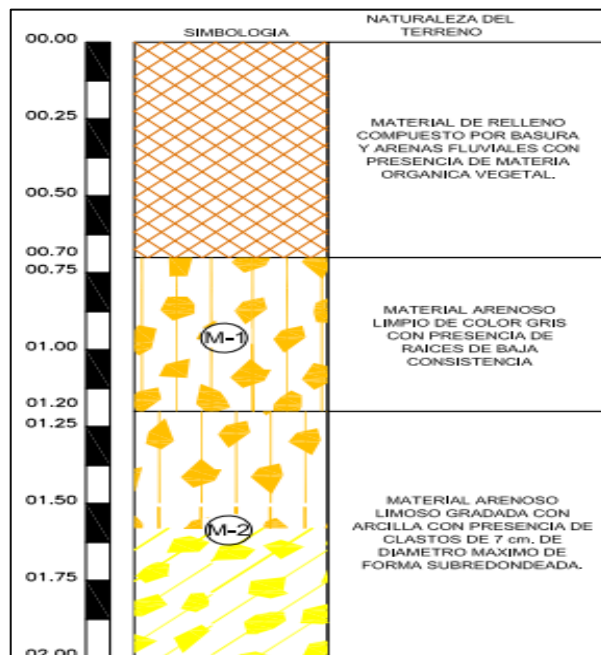 SIMBOLOGIA
NATURALEZA DEL
TERRENO
00.00
00.25
00.50
00.70
00.75
01.00
01.20
01.25
01.50
01.75
02.00
MATERIAL DE RELLENO
COMPUESTO POR BASURA
Y ARENAS FLUVIALES CON
PRESENCIA DE MATERIA
ORGANICA VEGETAL.
M-1
MATERIAL ARENOSO
LIMPIO DE COLOR GRIS
CON PRESENCIA DE
RAICES DE BAJA
CONSISTENCIA
M-2
MATERIAL ARENOSO
LIMOSO GRADADA CON
ARCILLA CON PRESENCIA DE
CLASTOS DE 7 cm. DE
DIAMETRO MAXIMO DE
FORMA SUBREDONDEADA.